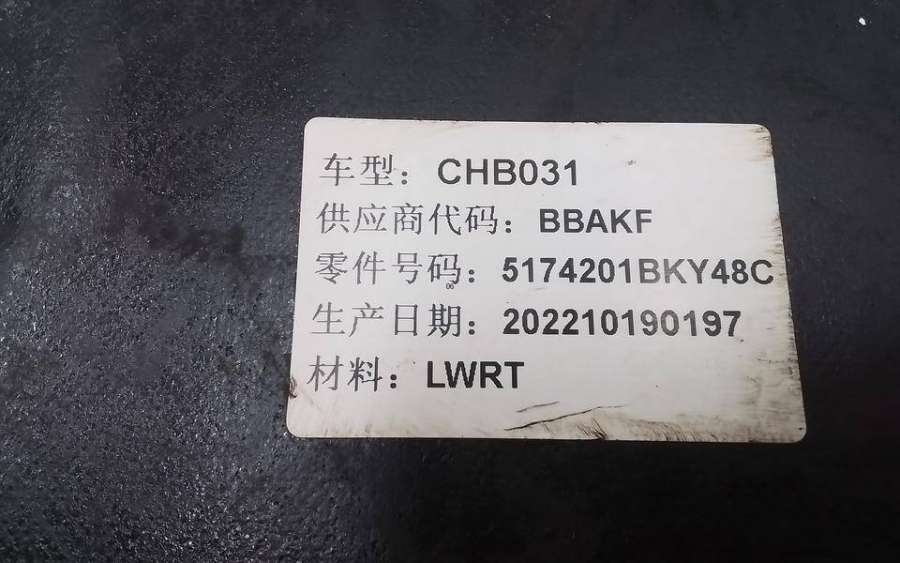 车型：CHB031
供应商代码：BBAKF
零件号码：5174201BKY48C
生产日期：202210190197
材料：LWRT